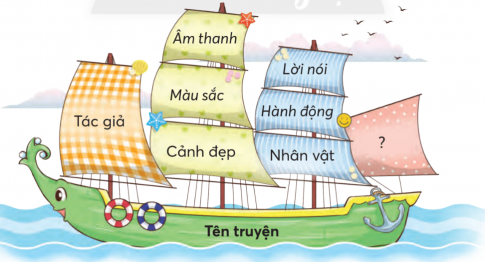 Âm thanh
Màu sắc
Cảnh đẹp
Tác giả
Lời nói
Hành động
Nhân vật
?
Tên truyện